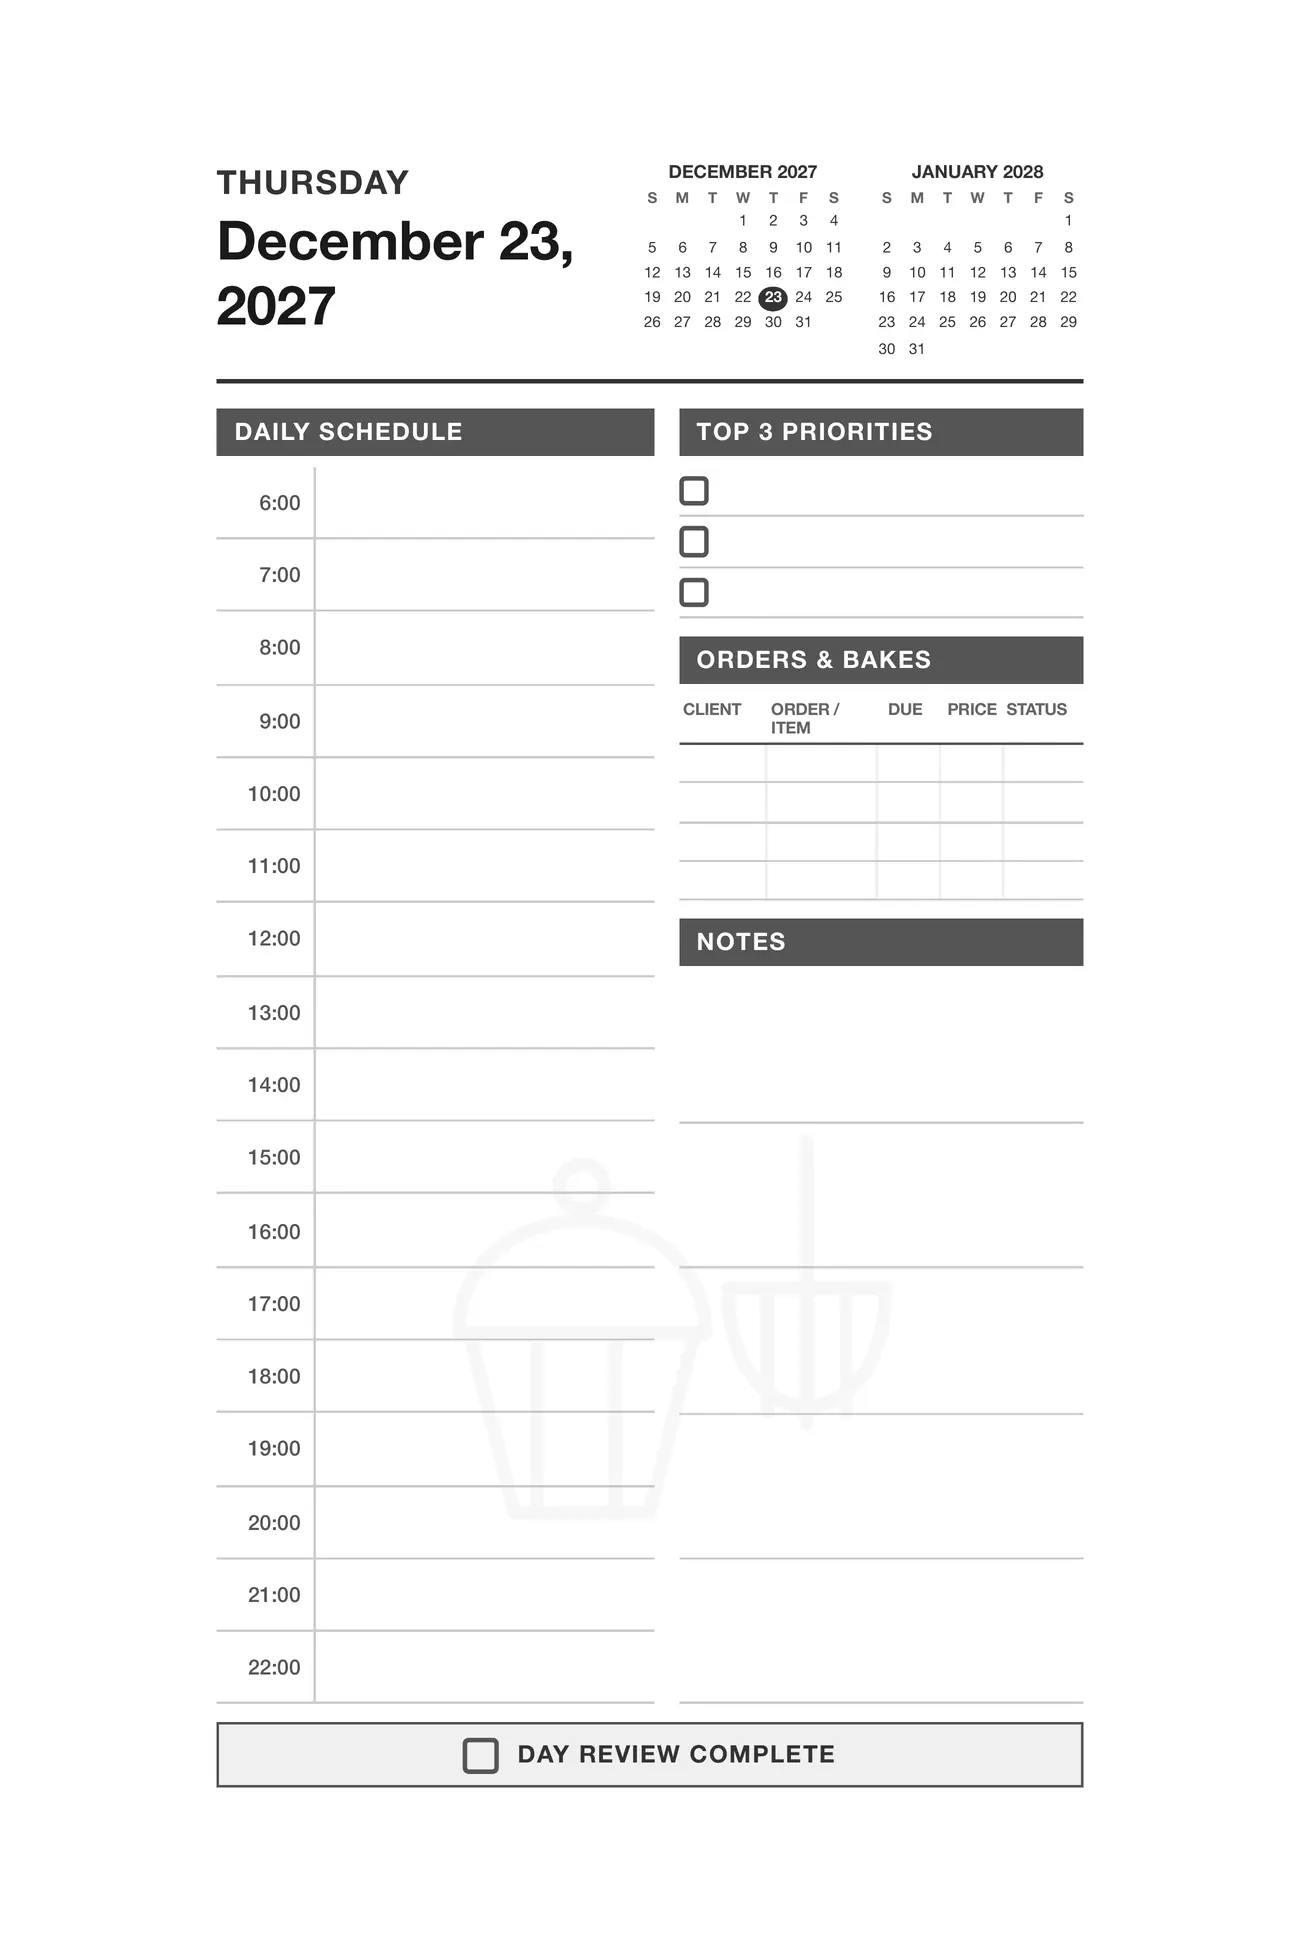 THURSDAY
December 23,
2027
DECEMBER 2027
S M T W T F S
1 2 3 4
5 6 7 8 9 10 11
12 13 14 15 16 17 18
19 20 21 22 23 24 25
26 27 28 29 30 31
JANUARY 2028
S M T W T F S
1
2 3 4 5 6 7 8
9 10 11 12 13 14 15
16 17 18 19 20 21 22
23 24 25 26 27 28 29
30 31
DAILY SCHEDULE
6:00
7:00
8:00
9:00
10:00
11:00
12:00
13:00
14:00
15:00
16:00
17:00
18:00
19:00
20:00
21:00
22:00
TOP 3 PRIORITIES
ORDERS & BAKES
CLIENT ORDER / DUE PRICE STATUS
ITEM
NOTES
DAY REVIEW COMPLETE